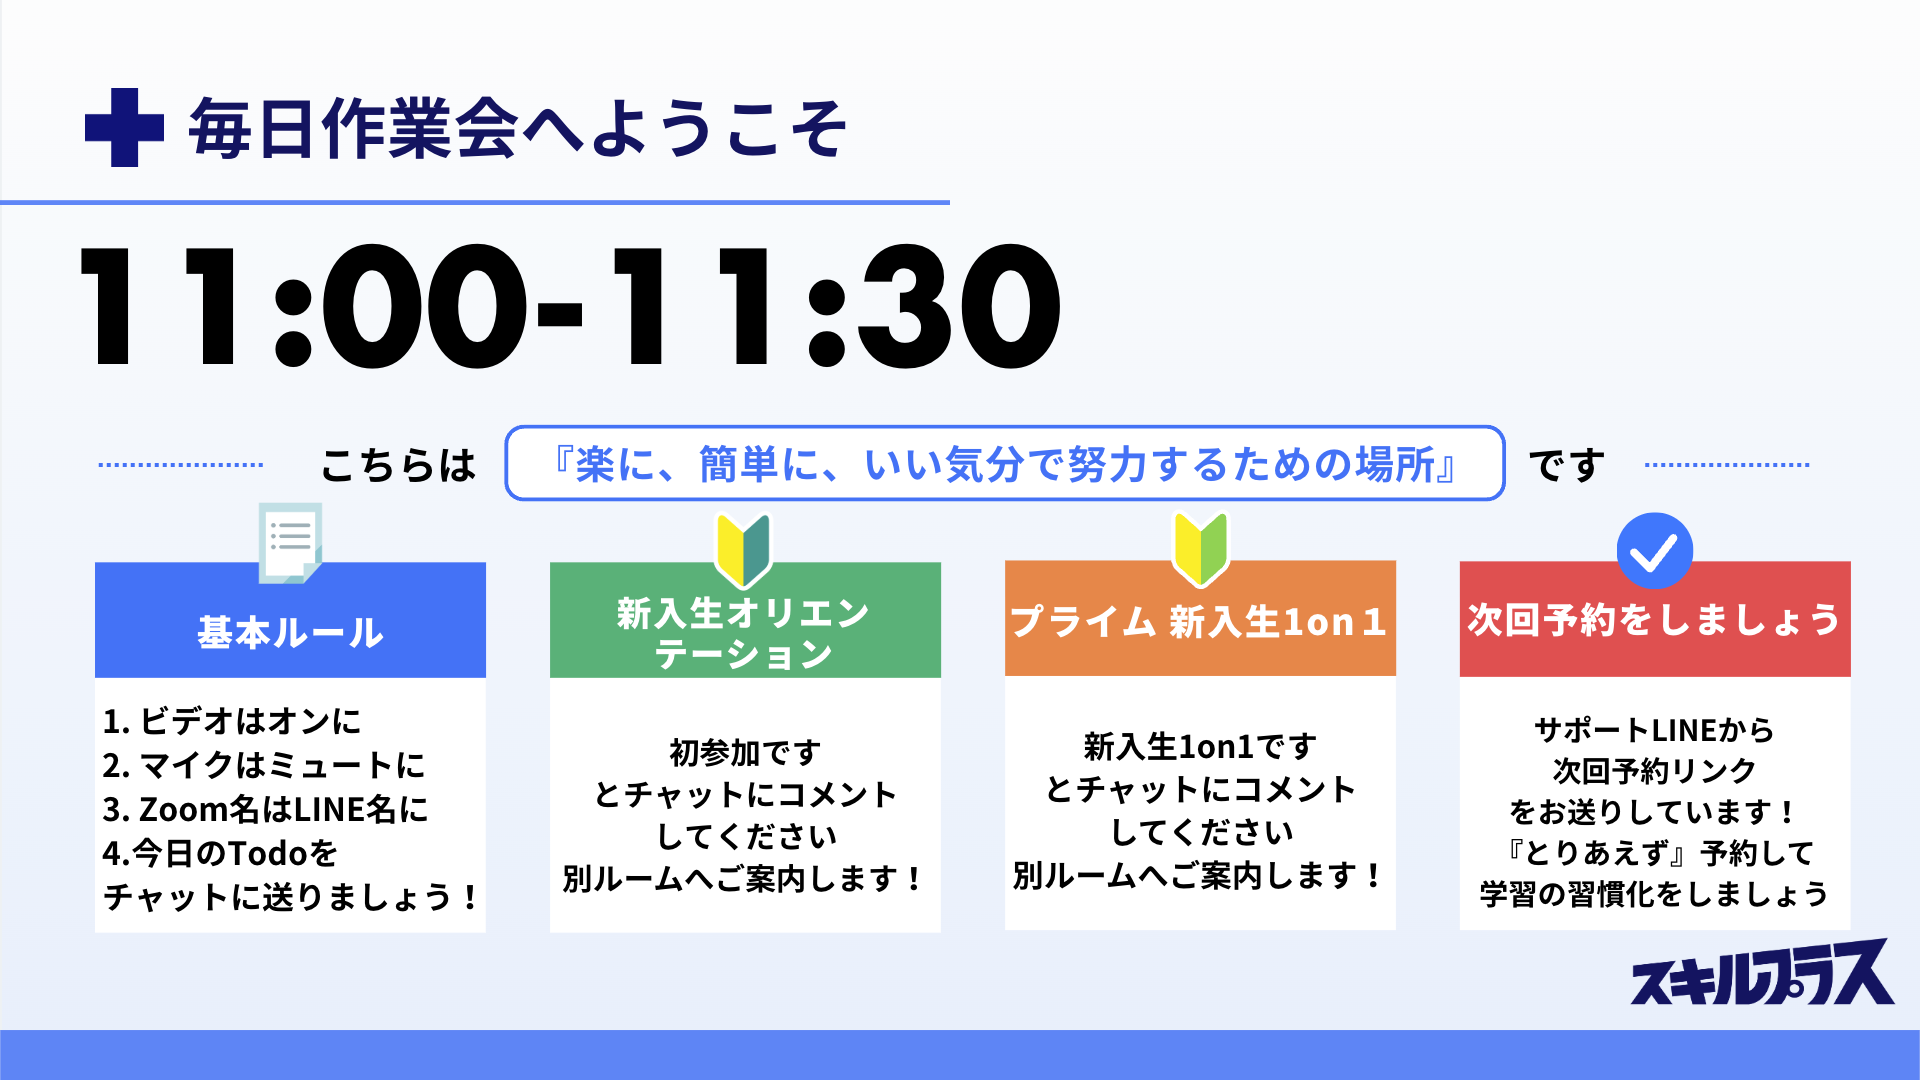 毎日作業会へようこそ
11:00-11:30
こちらは 『楽に、簡単に、いい気分で努力するための場所』 です
基本ルール
1. ビデオはオンに
2. マイクはミュートに
3. Zoom名はLINE名に
4.今日のTodoを
チャットに送りましょう！
新入生オリエン
テーション
初参加です
とチャットにコメント
してください
別ルームへご案内します！
プライム 新入生1on１
新入生1on1です
とチャットにコメント
してください
別ルームへご案内します！
次回予約をしましょう
サポートLINEから
次回予約リンク
をお送りしています！
『とりあえず』予約して
学習の習慣化をしましょう
スキルプラス